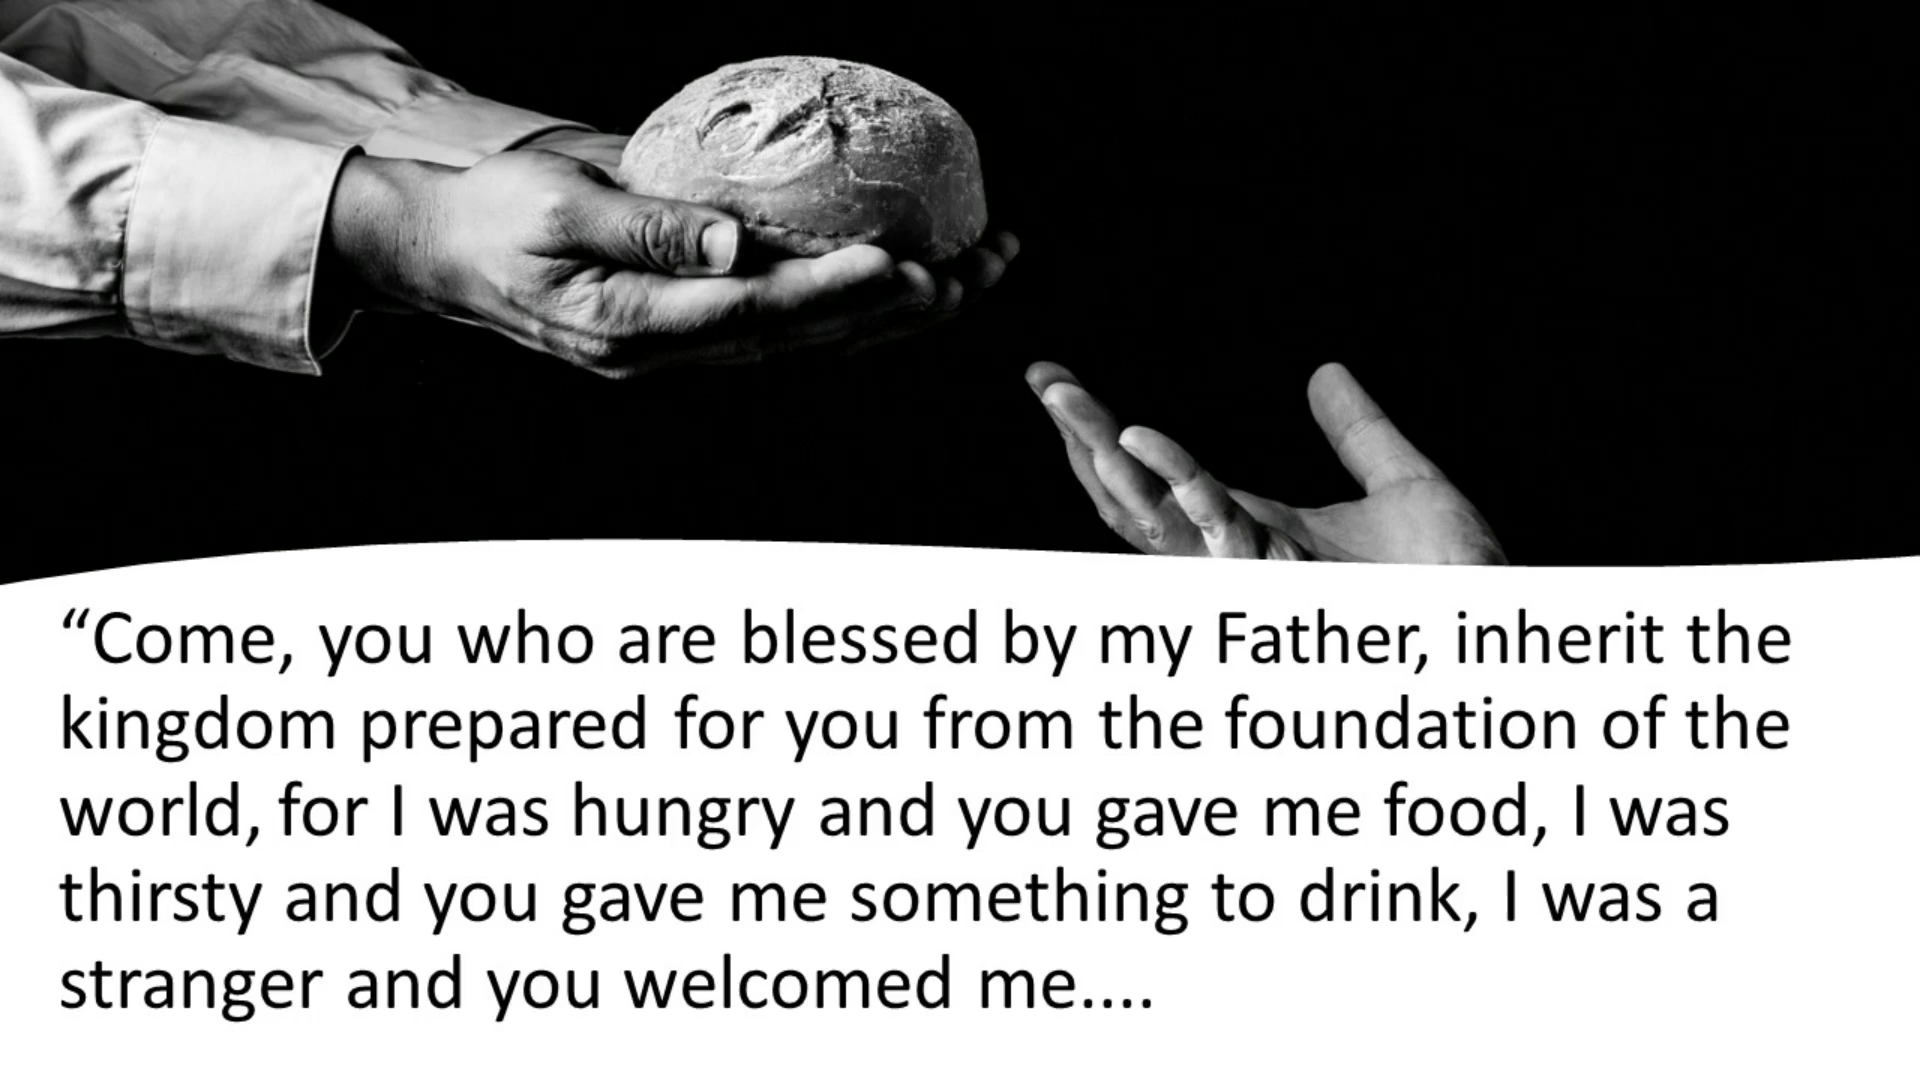 “Come, you who are blessed by my Father, inherit the
kingdom prepared for you from the foundation of the
world, for I was hungry and you gave me food, I was
thirsty and you gave me something to drink, I was a
stranger and you welcomed me....